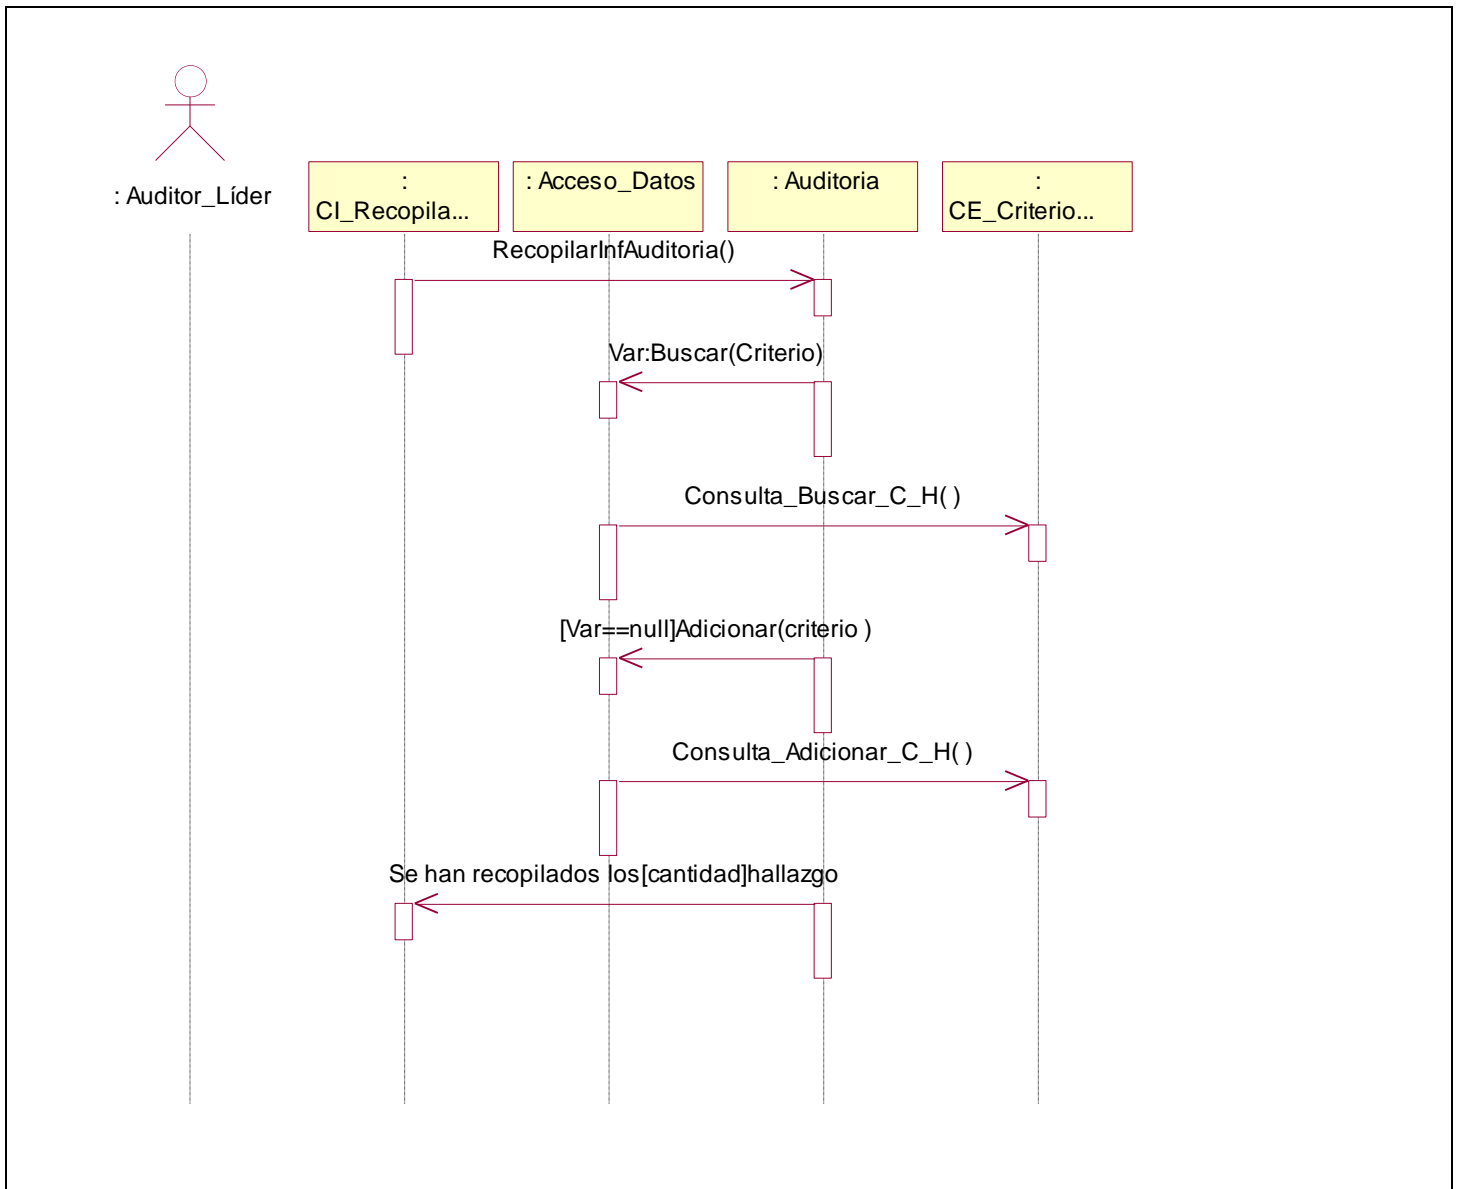 : Auditor_Líder
:
CI_Recopila...
: Acceso_Datos
: Auditoria
:
CE_Criterio...
RecopilarInfAuditoria()
Var:Buscar(Criterio)
Consulta_Buscar_C_H( )
[Var==null]Adicionar(criterio )
Consulta_Adicionar_C_H( )
Se han recopilados los[cantidad]hallazgo